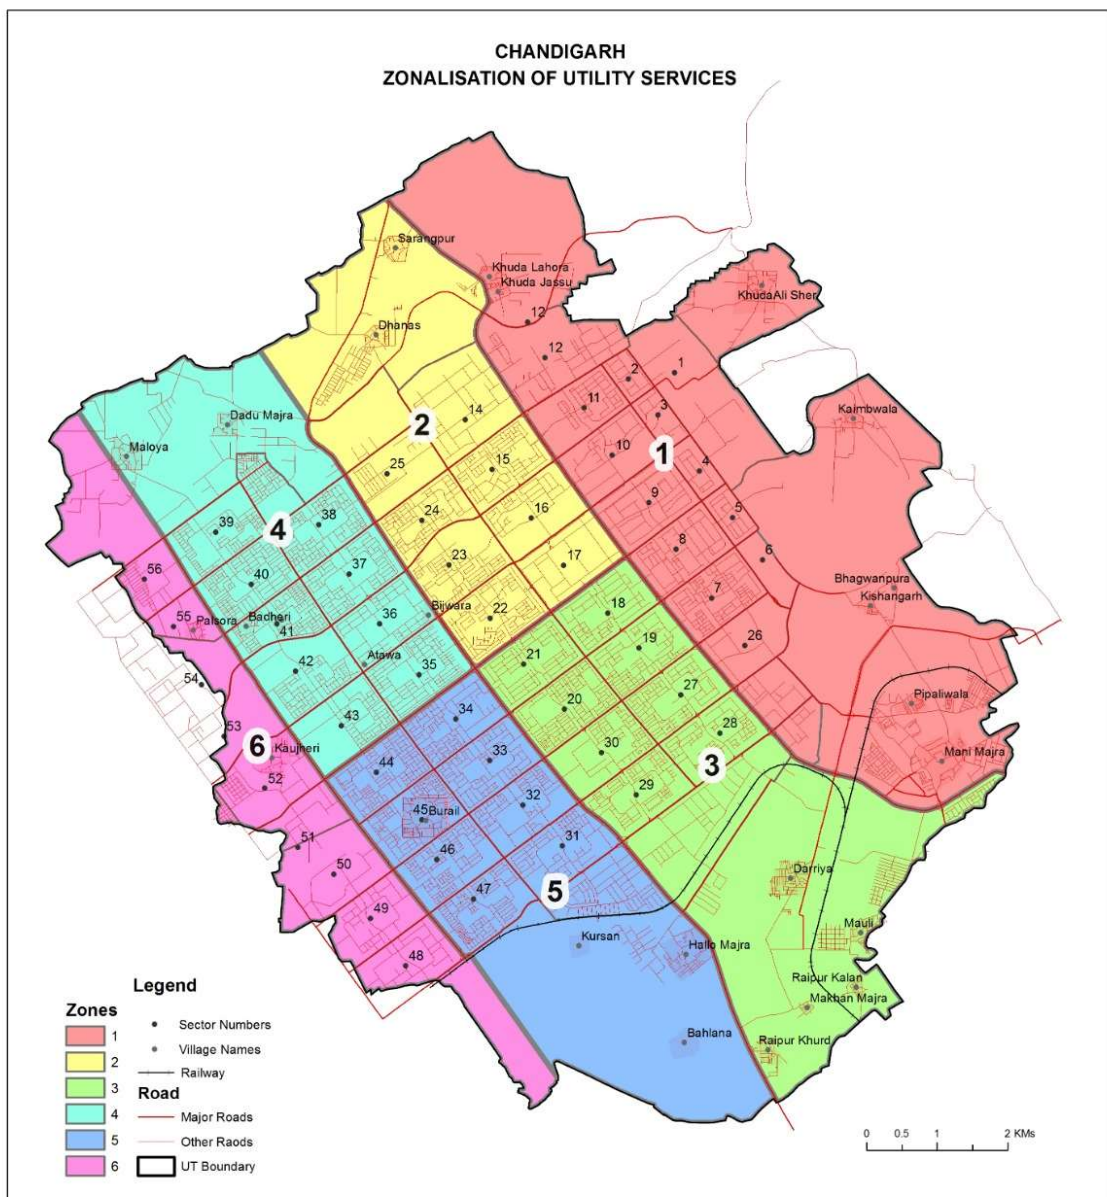 CHANDIGARH
ZONALISATION OF UTILITY SERVICES
Sarangpur
Khuda Lahora
Khuda Jassu
KhudaAli Sher
12
Dhanas
12
1
2
11
3
14
Dadu Majra
2
Kaimbwala
Maloya
10
1
15
4
25
9
5
16
24
39
38
4
8
6
23
17
56
40
37
Bhagwanpura
Kishangarh
7
22
18
Bijwara
36
55
Palsora
Badheri
41
26
19
21
Atawa
42
35
54
27
Pipaliwala
20
34
53
43
28
6
Kaujheri
30
3
Mani Majra
33
44
52
29
32
45
Burail
51
31
46
50
Darriya
47
5
49
Mauli
Kursan
Hallo Majra
48
Raipur Kalan
Makhan Majra
Bahlana
Raipur Khurd
Legend
Zones
1
2
3
4
5
6
Sector Numbers
Village Names
Railway
Road
Major Roads
Other Raods
UT Boundary
0 0.5 1 2 KMs